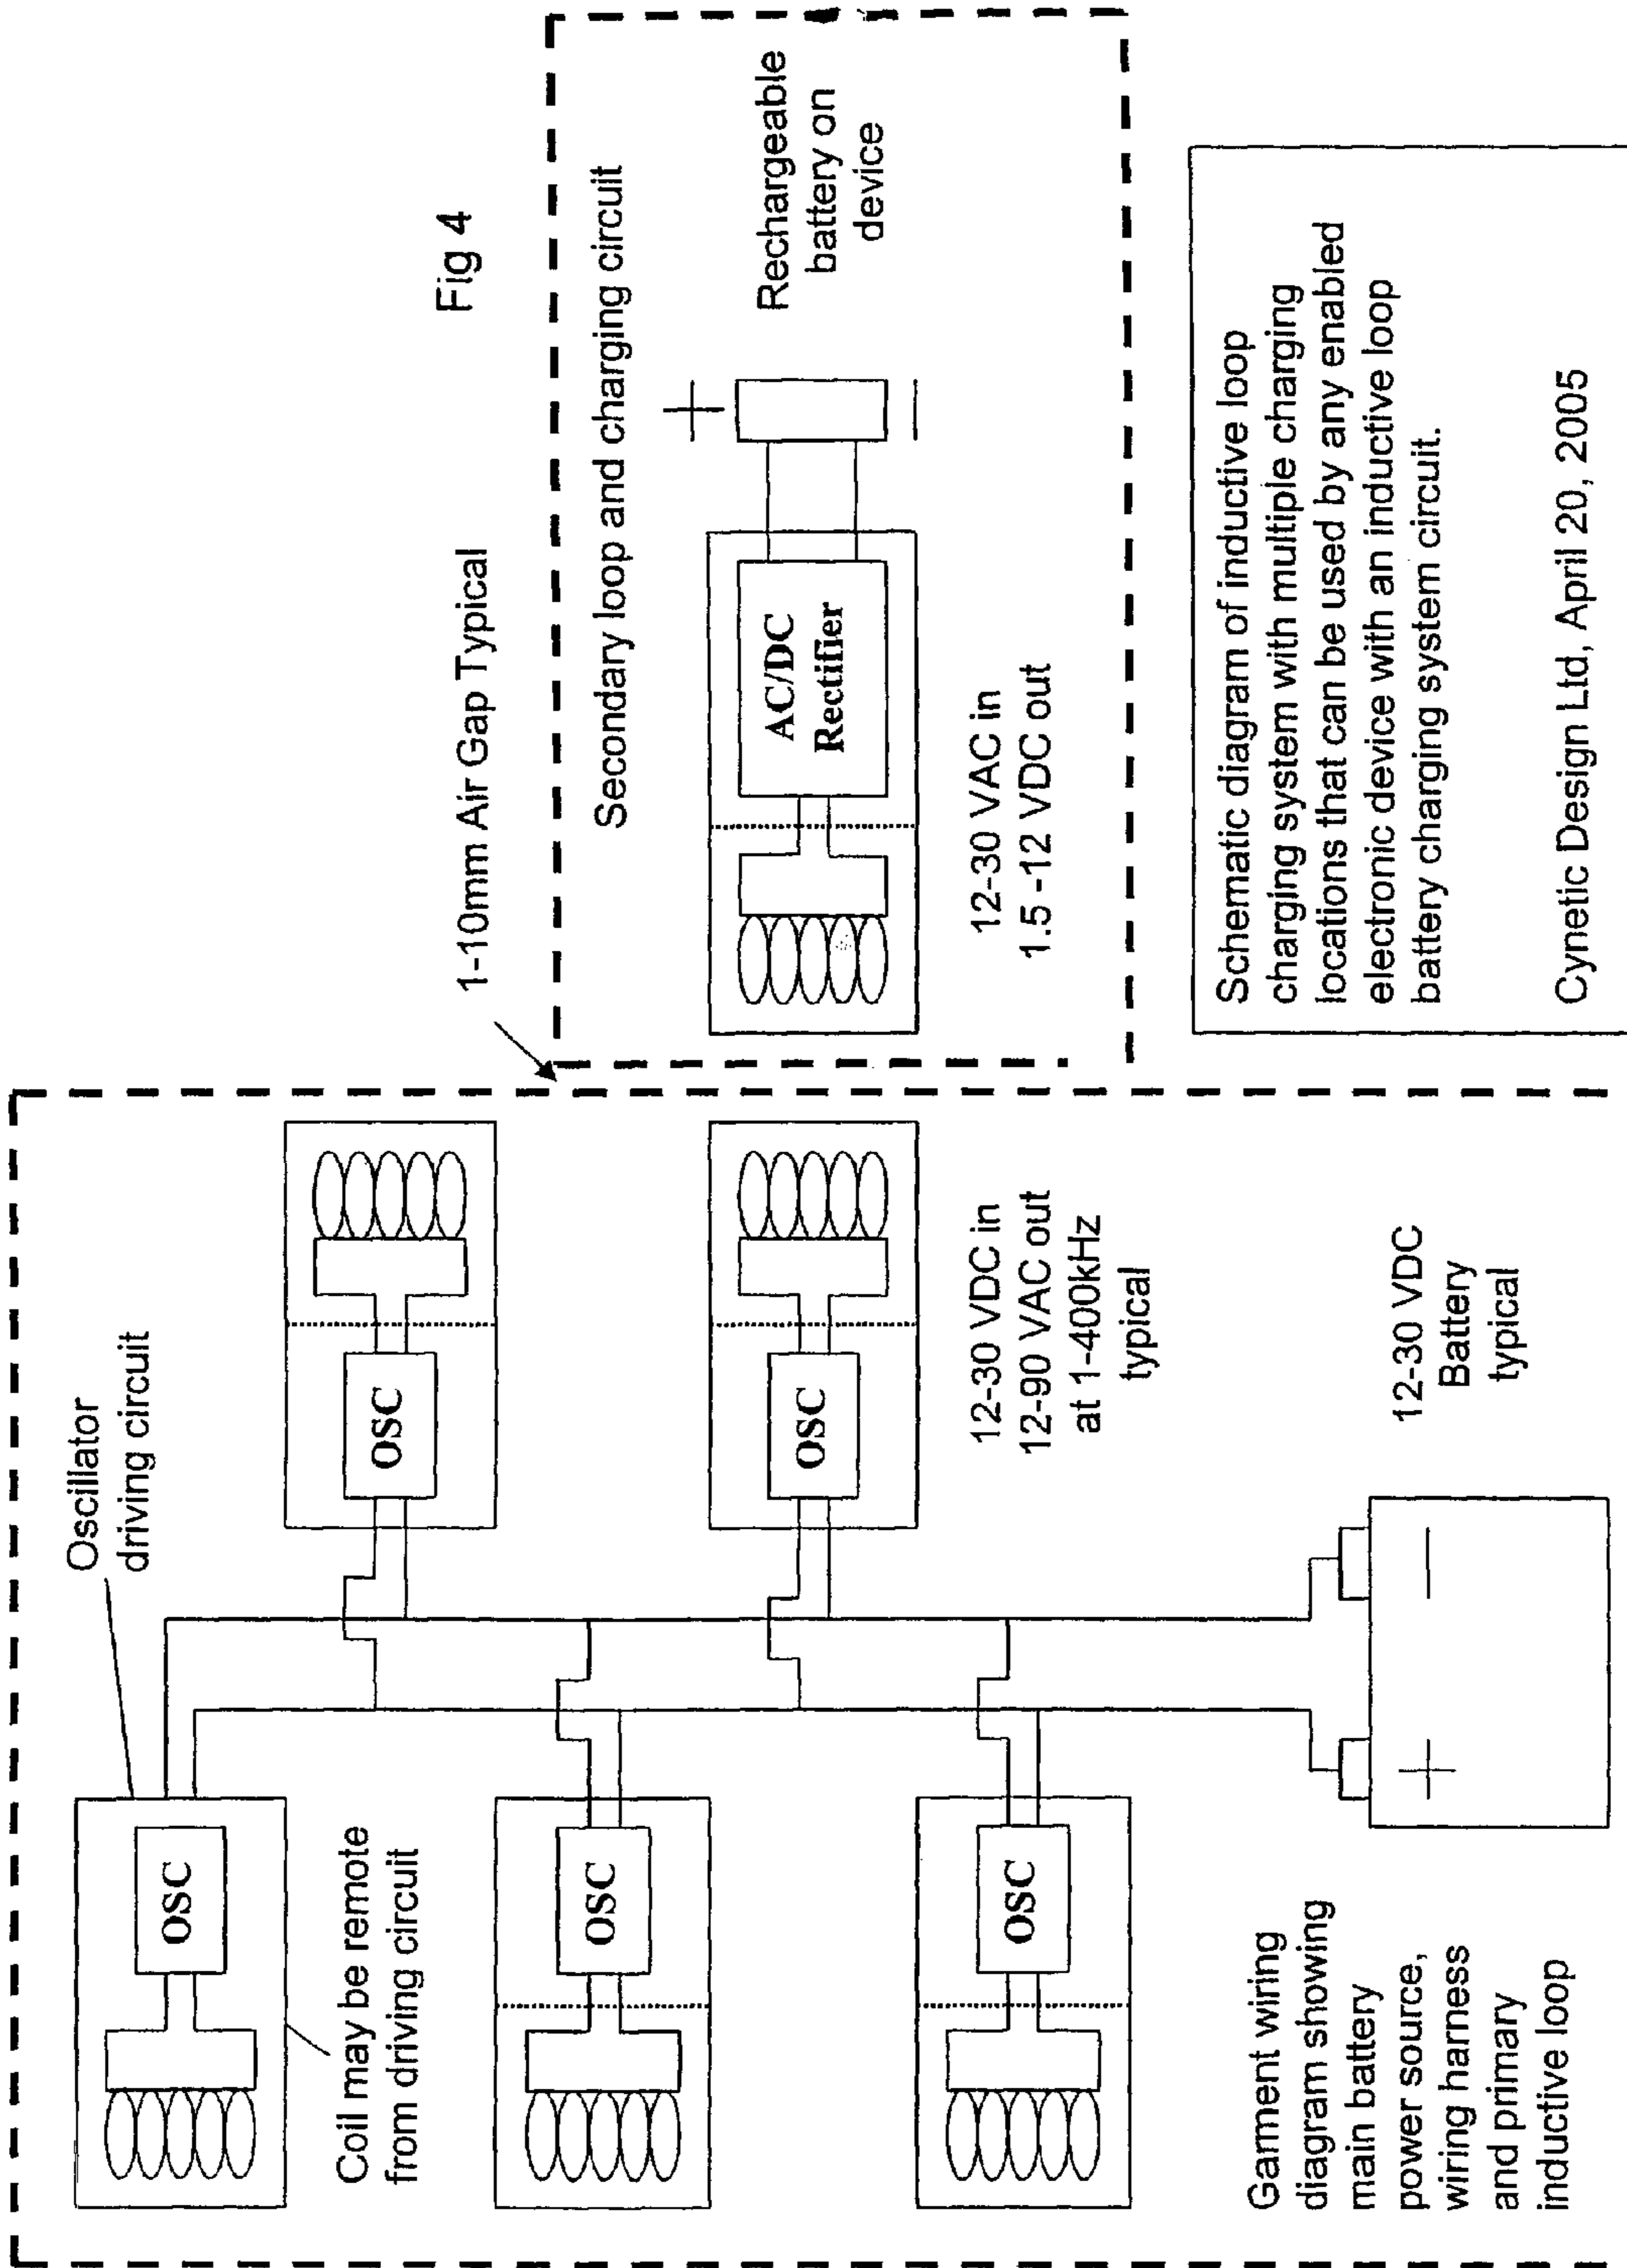 Fig 4
Oscillator
driving circuit
OSC
OSC
OSC
OSC
OSC
Coil may be remote
from driving circuit
12-30 VDC in
12-90 VAC out
at 1-400kHz
typical
12-30 VDC
Battery
typical
+
—
Garment wiring
diagram showing
main battery
power source,
wiring harness
and primary
inductive loop
1-10mm Air Gap Typical
Secondary loop and charging circuit
AC/DC
Rectifier
+
—
Rechargeable
battery on
device
12-30 VAC in
1.5 -12 VDC out
Schematic diagram of inductive loop
charging system with multiple charging
locations that can be used by any enabled
electronic device with an inductive loop
battery charging system circuit.
Cynetic Design Ltd, April 20, 2005